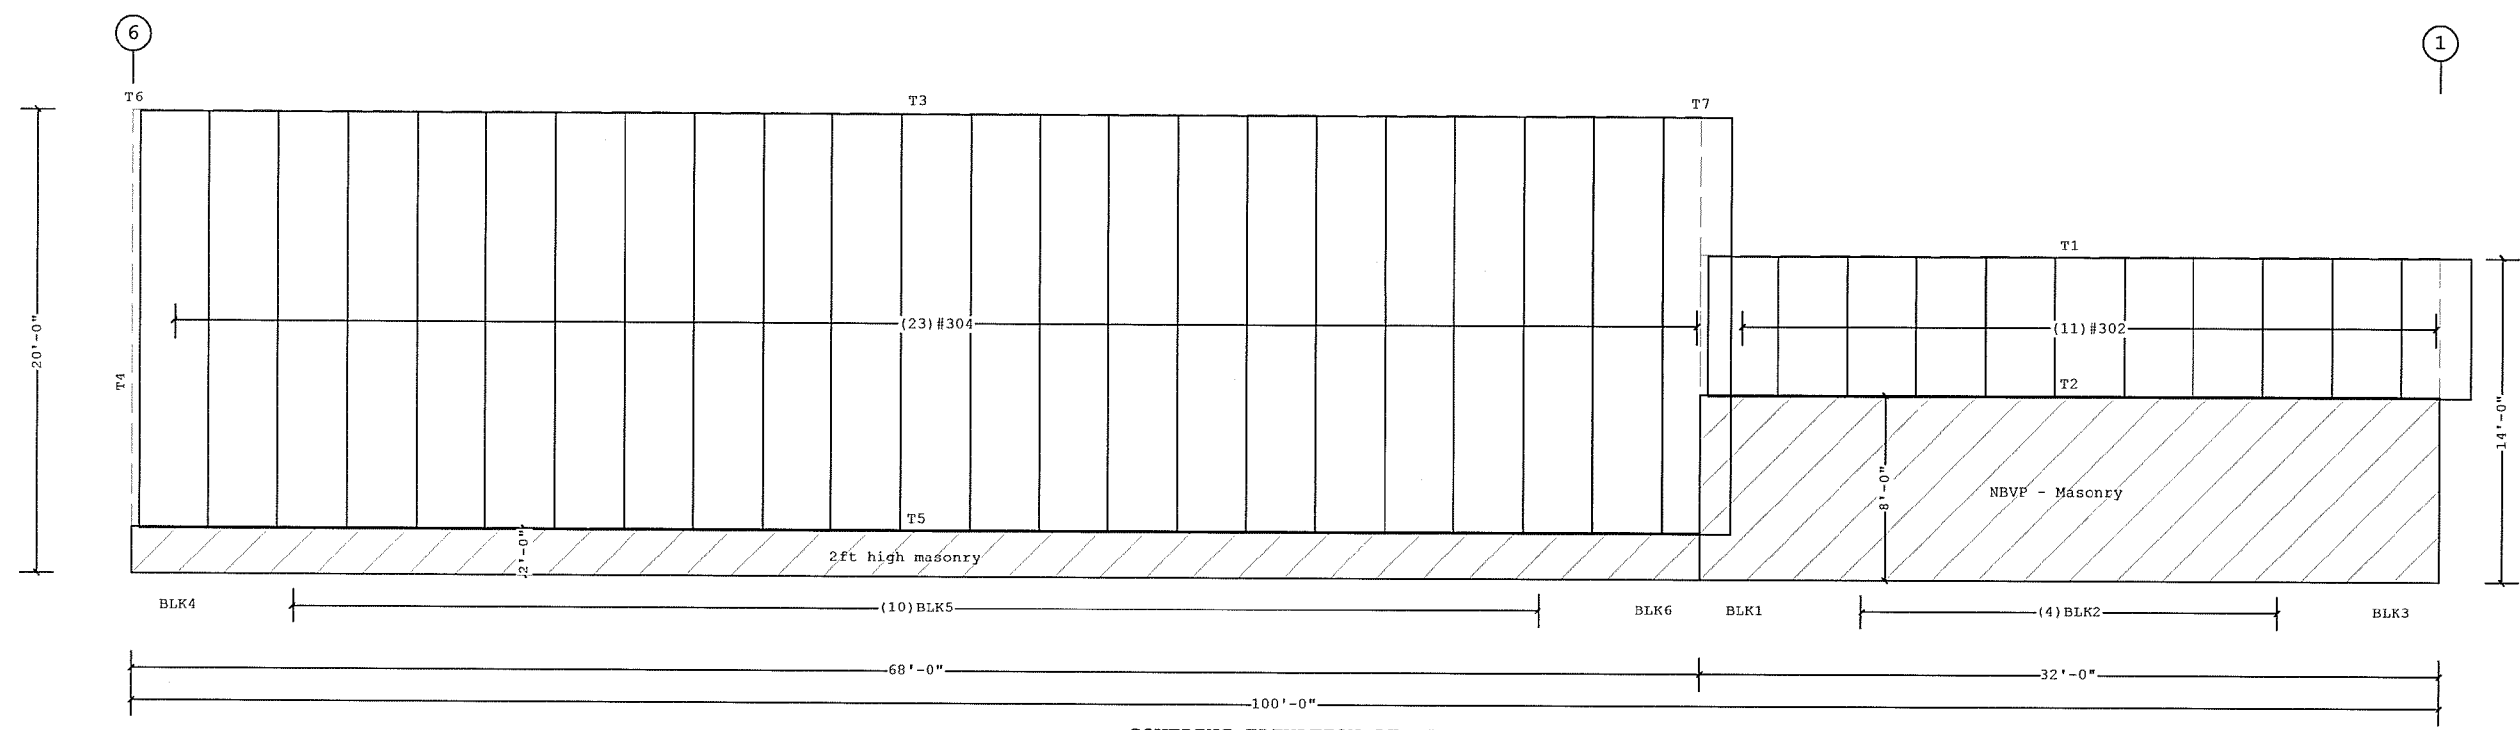 6
1
T6
T3
T7
T1
20'-0"
T4
(23)#304
(11)#302
T2
14'-0"
8'-0"
NBVP - Masonry
T5
2'-0"
2ft high masonry
BLK4
(10)BLK5
BLK6
BLK1
(4)BLK2
BLK3
68'-0"
32'-0"
100'-0"